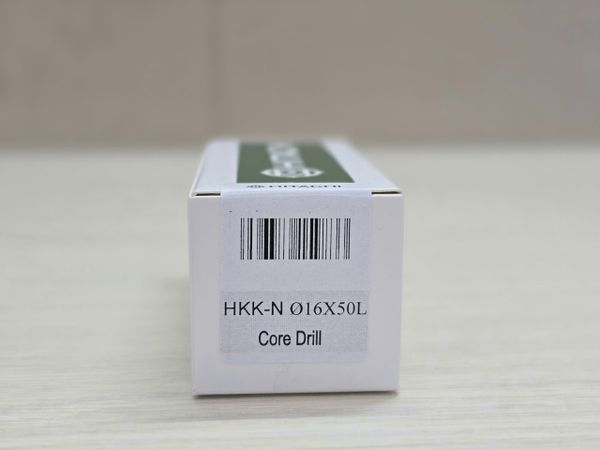 HKK-N Ø16X50L
Core Drill